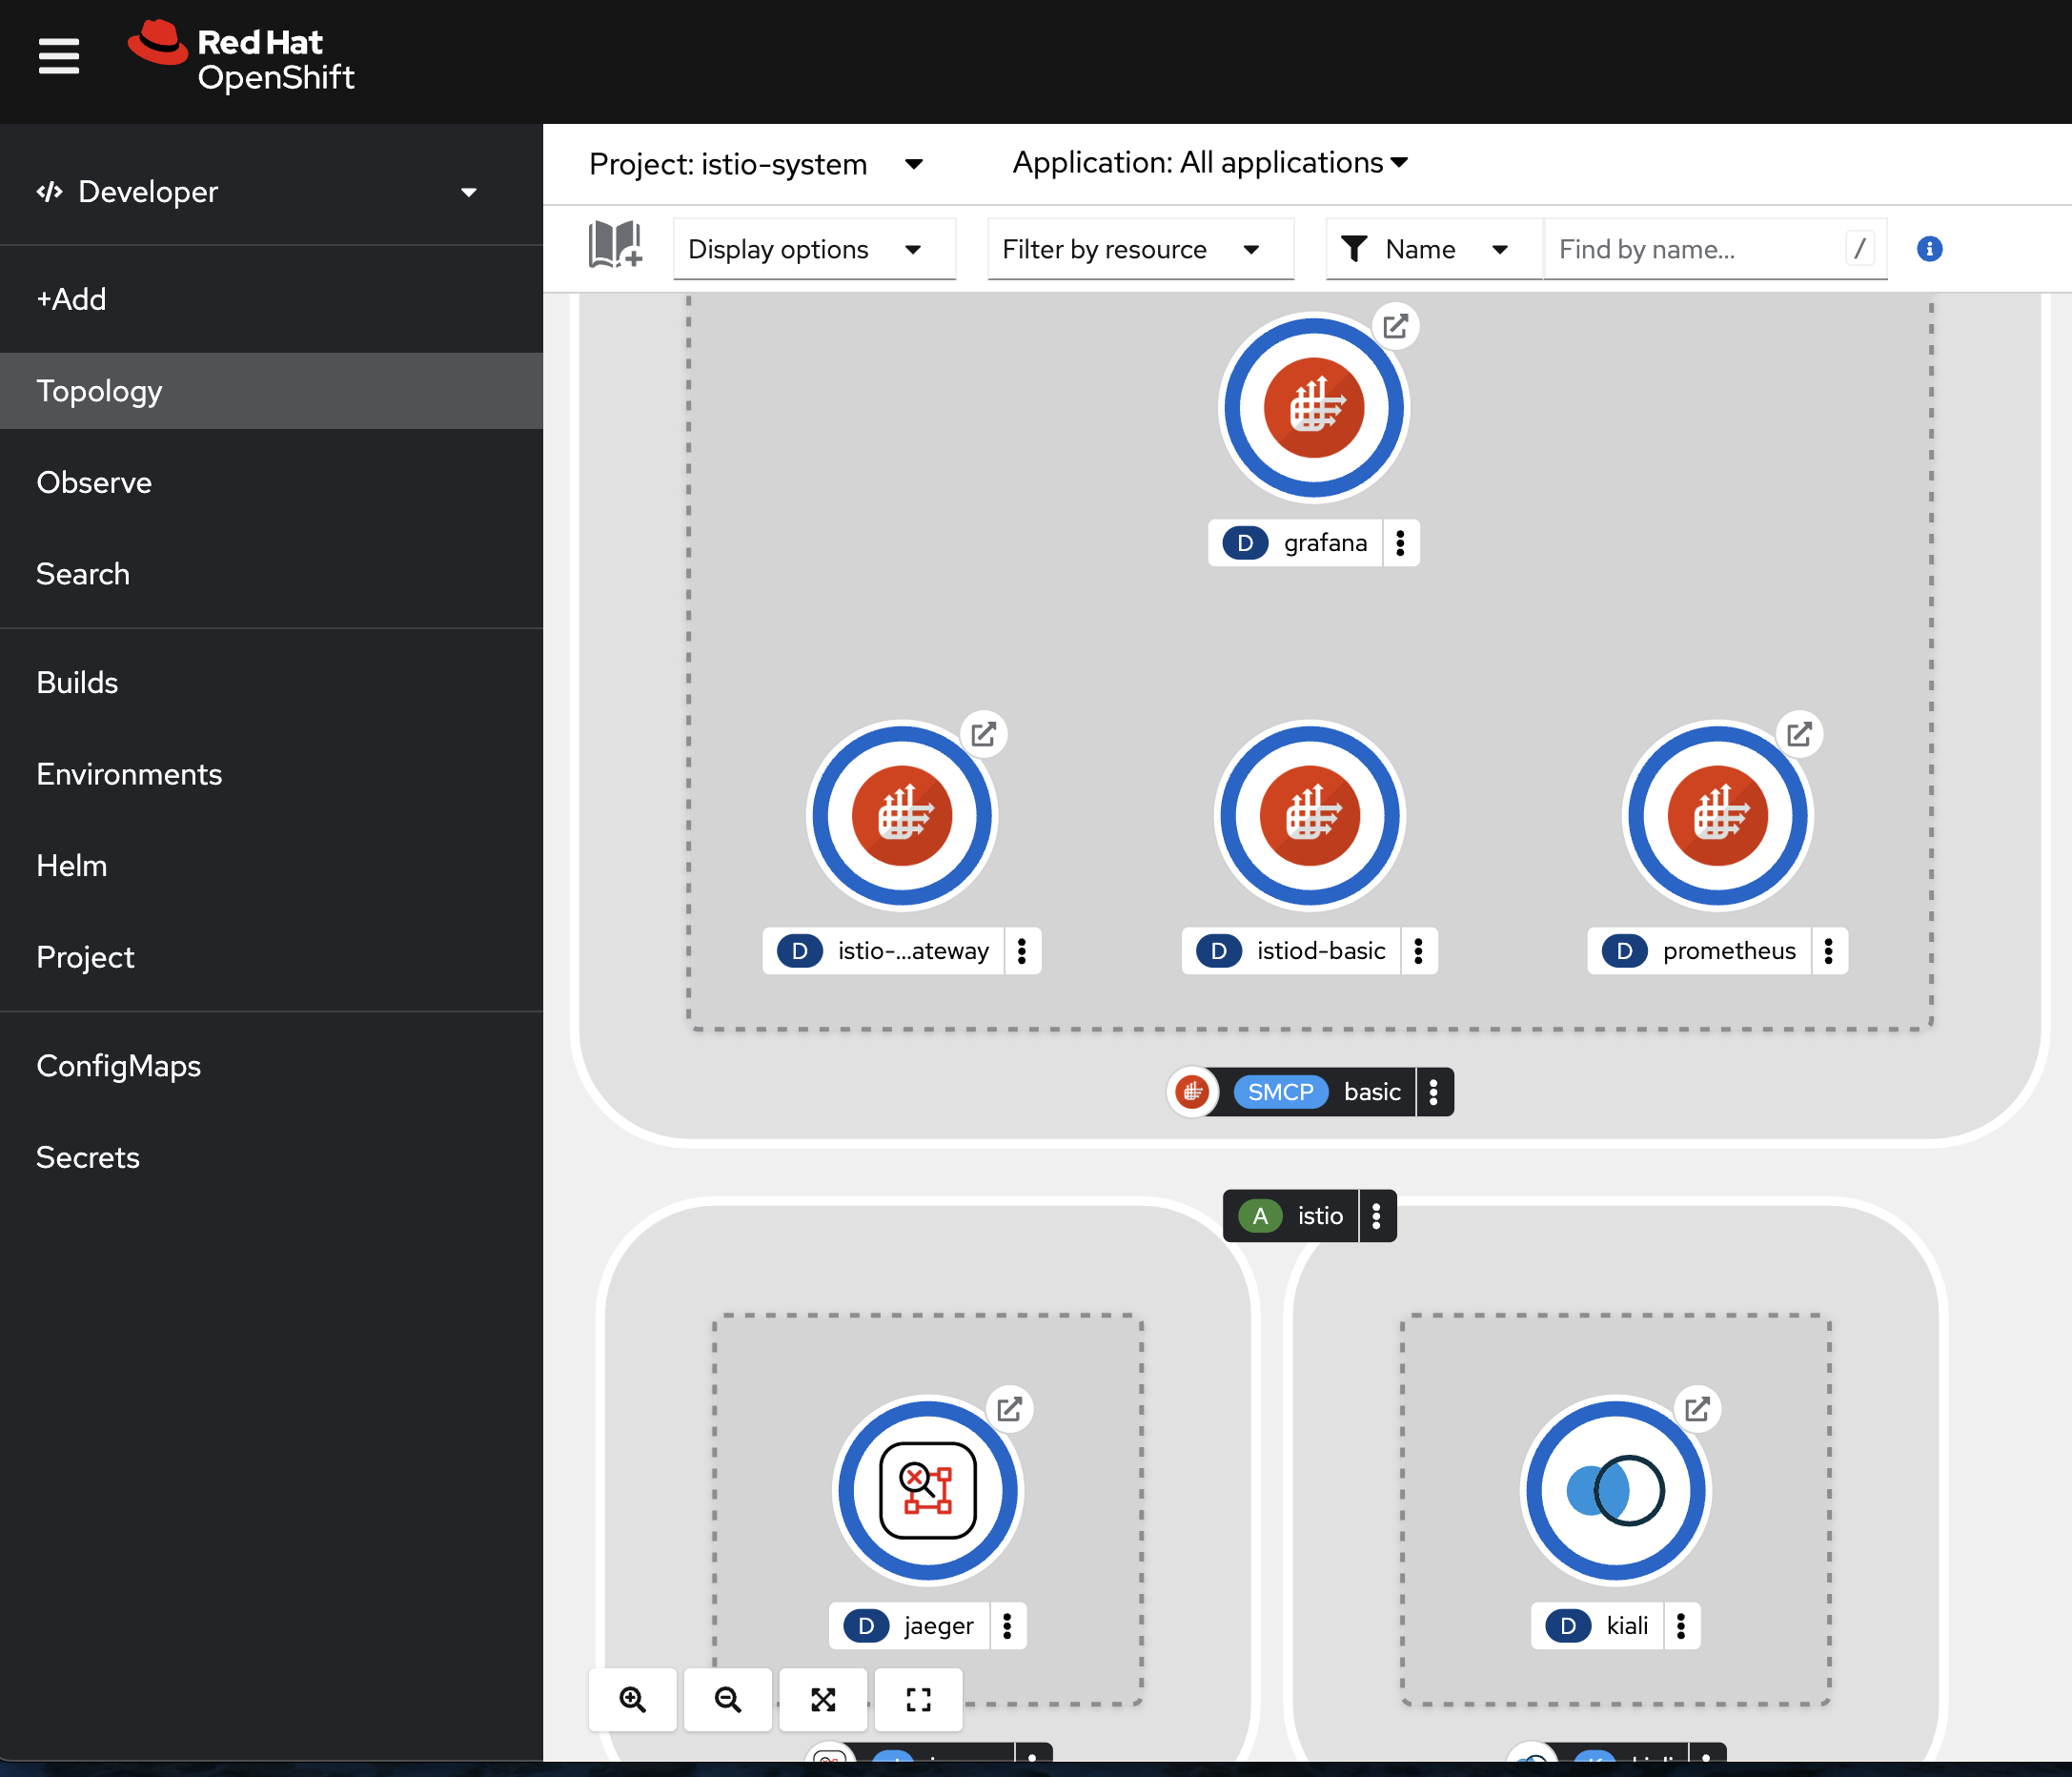 Red Hat
OpenShift
Developer
+Add
Topology
Observe
Search
Builds
Environments
Helm
Project
ConfigMaps
Secrets
Project: istio-system
Application: All applications
Display options
Filter by resource
Name
Find by name...
/
D grafana
D istio-...ateway
D istiod-basic
D prometheus
SMCP basic
A istio
D jaeger
D kiali